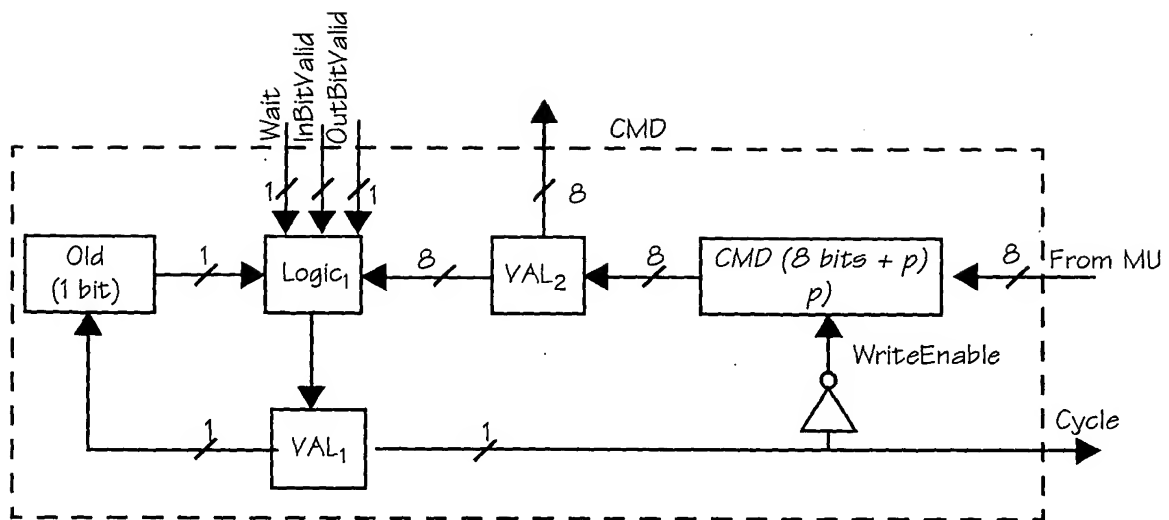 Wait
InBitValid
OutBitValid
CMD
1
1
8
Old
(1 bit)
1
Logic₁
8
VAL₂
8
CMD (8 bits + p)
p)
8
From MU
WriteEnable
1
VAL₁
1
Cycle